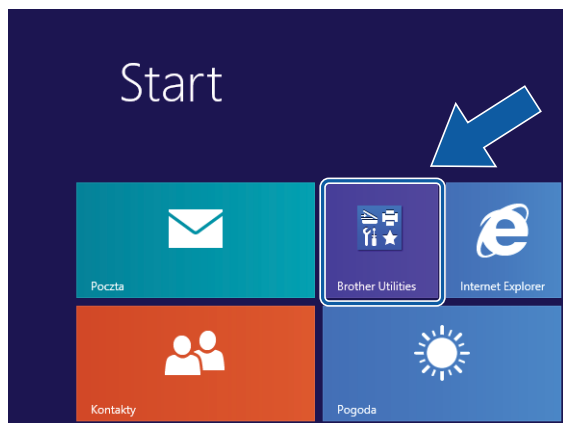 Start
Poczta
Brother Utilities
Internet Explorer
Kontakty
Pogoda